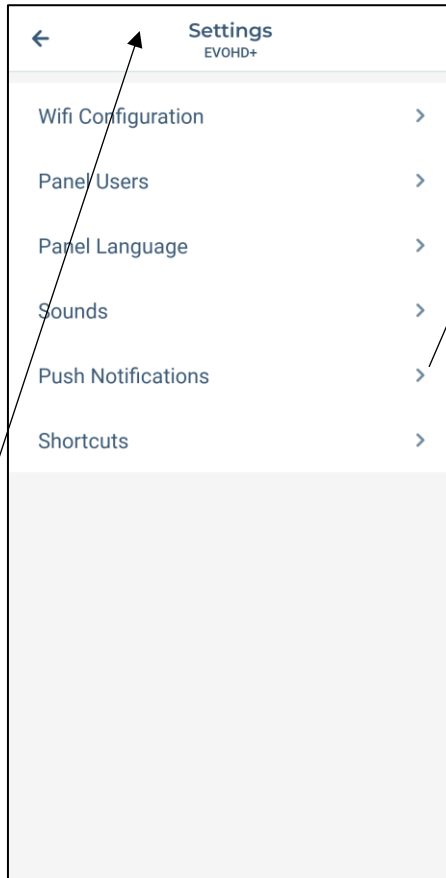 Settings
EVOHD+
Wifi Configuration
Panel Users
Panel Language
Sounds
Push Notifications
Shortcuts